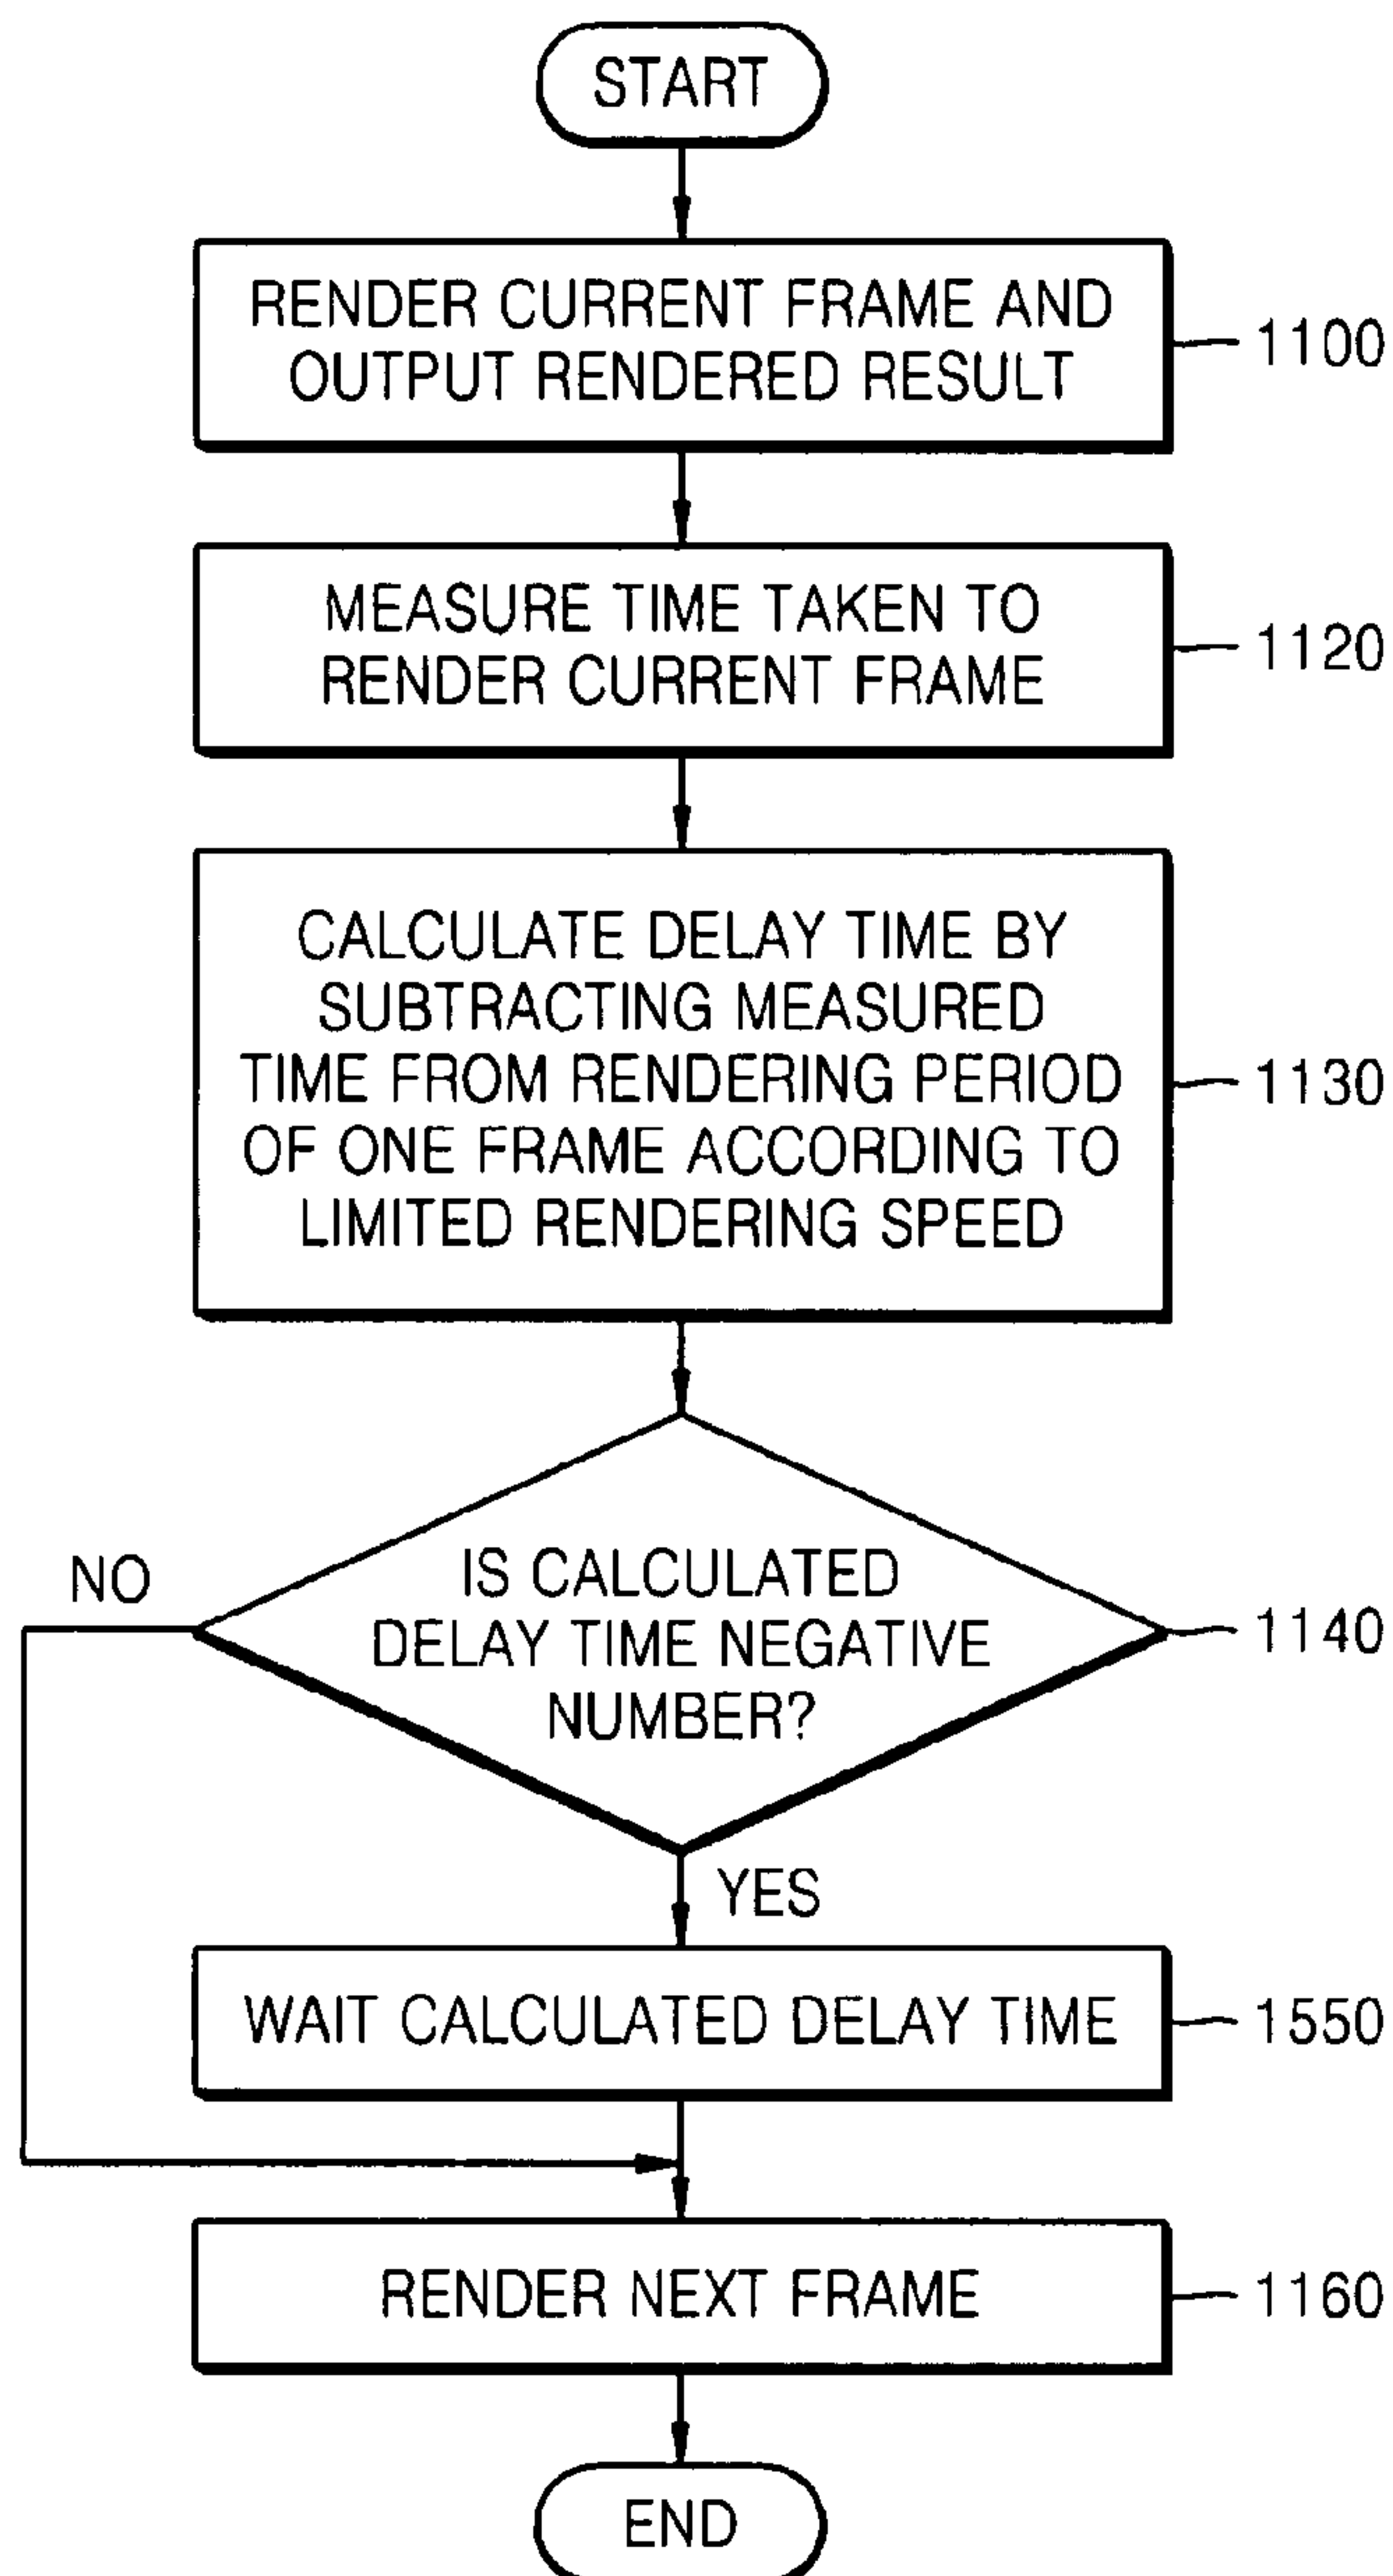 START
RENDER CURRENT FRAME AND
OUTPUT RENDERED RESULT
1100
MEASURE TIME TAKEN TO
RENDER CURRENT FRAME
1120
CALCULATE DELAY TIME BY
SUBTRACTING MEASURED
TIME FROM RENDERING PERIOD
OF ONE FRAME ACCORDING TO
LIMITED RENDERING SPEED
1130
NO
IS CALCULATED
DELAY TIME NEGATIVE
NUMBER?
1140
YES
WAIT CALCULATED DELAY TIME
1550
RENDER NEXT FRAME
1160
END